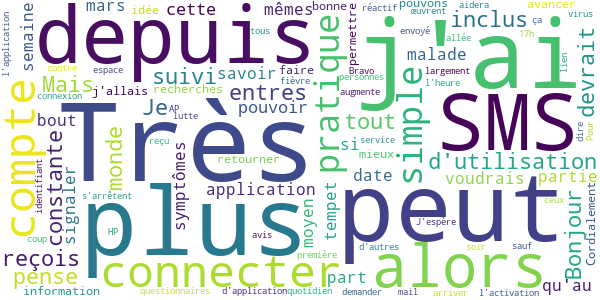 mars
idée
cette
mêmes
bonne
réactif
pouvons
œuvrent
aidera
avancer
depuis
j'ai
inclus
ça
virus
l'application
semaine
tous
permettre
envoyé
allée
17h
devrait
contre
espace
suivi
savoir
faire
fièvre
personnes
Bravo
largement
malade
lien
compte
Mais
connexion
j'allais
recherches
entres
augmente
l'heure
pratique
simple
SMS
Je
AP
lutte
pouvoir
tout
dire
Pour
bout
Très
si
service
mieux
d'utilisation
constante
monde
reçu
retourner
date
voudrais
partie
identifiant
signaler
symptômes
application
tempet
peut
Bonjour
Cordialement
s'arrêtent
plus
moyen
J'espère
ceux
coup
HP
avis
première
d'autres
soir
sauf
reçois
pense
connecter
part
alors
qu'au
information
questionnaires
d'application
quotidien
demander
mail
arriver
l'activation